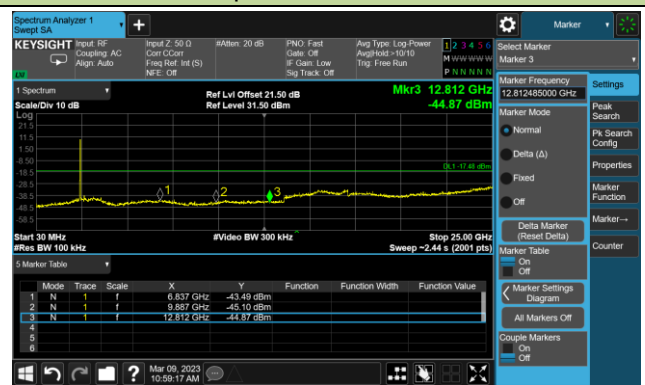 Spectrum Analyzer 1
Swept SA
Marker
KEYSIGHT
Input: RF
Coupling: AC
Align: Auto
Input Z: 50 Ω
Corr CCorr
Freq Ref: Int (S)
NFE: Off
#Atten: 20 dB
PNO: Fast
Gate: Off
IF Gain: Low
Sig Track: Off
Avg Type: Log-Power
Avg|Hold:>10/10
Trig: Free Run
1 2 3 4 5 6
M W W W W W
P N N N N N
LW
Select Marker
Marker 3
1 Spectrum
Scale/Div 10 dB
Ref Lvl Offset 21.50 dB
Ref Level 31.50 dBm
Mkr3 12.812 GHz
-44.87 dBm
Log
21.5
11.5
1.50
-8.50
-18.5
-28.5
-38.5
-48.5
-58.5
DL1 -17.48 dBm
1
2
3
Start 30 MHz
#Video BW 300 kHz
Stop 25.00 GHz
#Res BW 100 kHz
Sweep ~2.44 s (2001 pts)
5 Marker Table
Mode Trace Scale X Y Function Function Width Function Value
1 N 1 f 6.837 GHz -43.49 dBm
2 N 1 f 9.887 GHz -45.10 dBm
3 N 1 f 12.812 GHz -44.87 dBm
4
5
6
Marker Frequency
12.812485000 GHz
Marker Mode
Normal
Delta (Δ)
Fixed
Off
Delta Marker
(Reset Delta)
Marker Table
On
Off
Marker Settings
Diagram
All Markers Off
Couple Markers
On
Off
Settings
Peak
Search
Pk Search
Config
Properties
Marker
Function
Marker→
Counter
?
Mar 09, 2023
10:59:17 AM